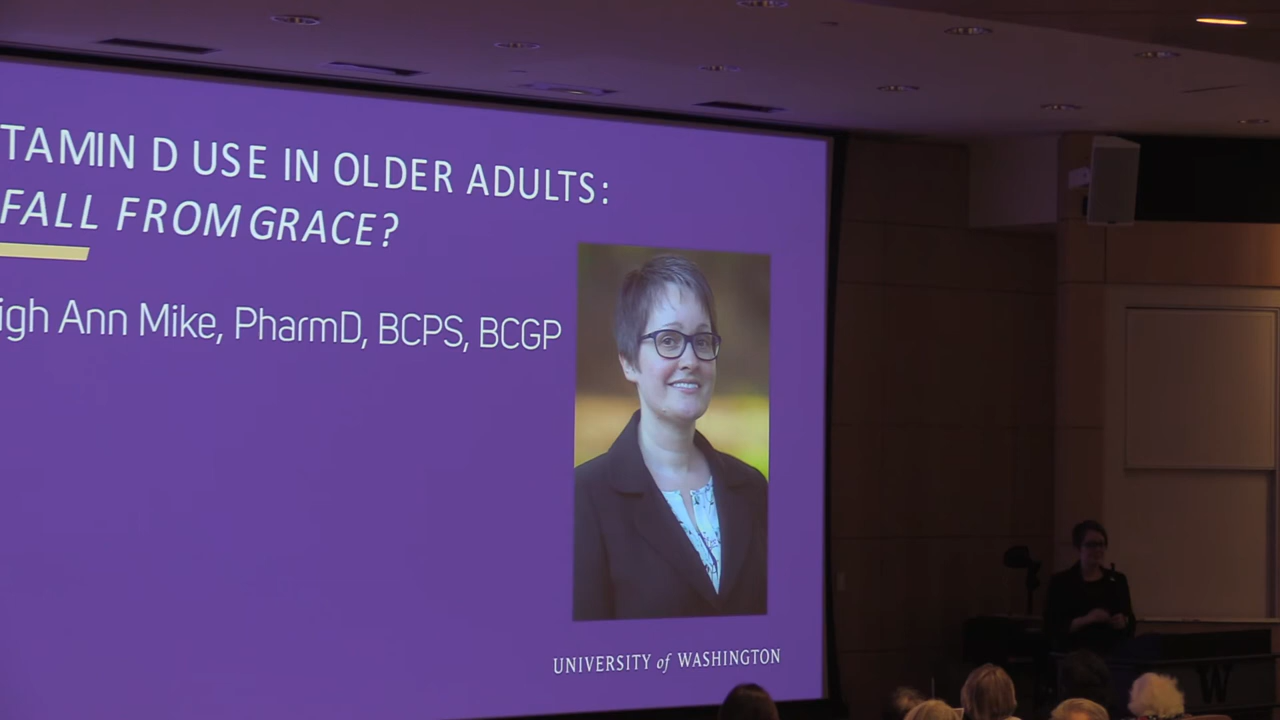 TAMIN D USE IN OLDER ADULTS:
FALL FROM GRACE?
igh Ann Mike, PharmD, BCPS, BCGP
UNIVERSITY of WASHINGTON
W